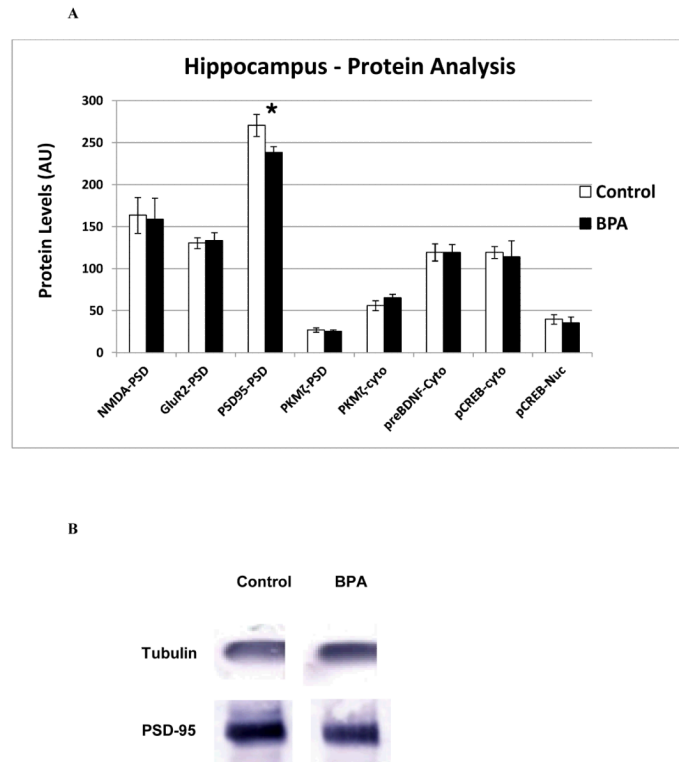 A
Hippocampus - Protein Analysis
Protein Levels (AU)
300
250
200
150
100
50
0
*
Control
BPA
NMDA-PSD
GluR2-PSD
PSD95-PSD
PKMζ-PSD
PKMζ-cyto
preBDNF-Cyto
pCREB-cyto
pCREB-Nuc
B
Control BPA
Tubulin
PSD-95